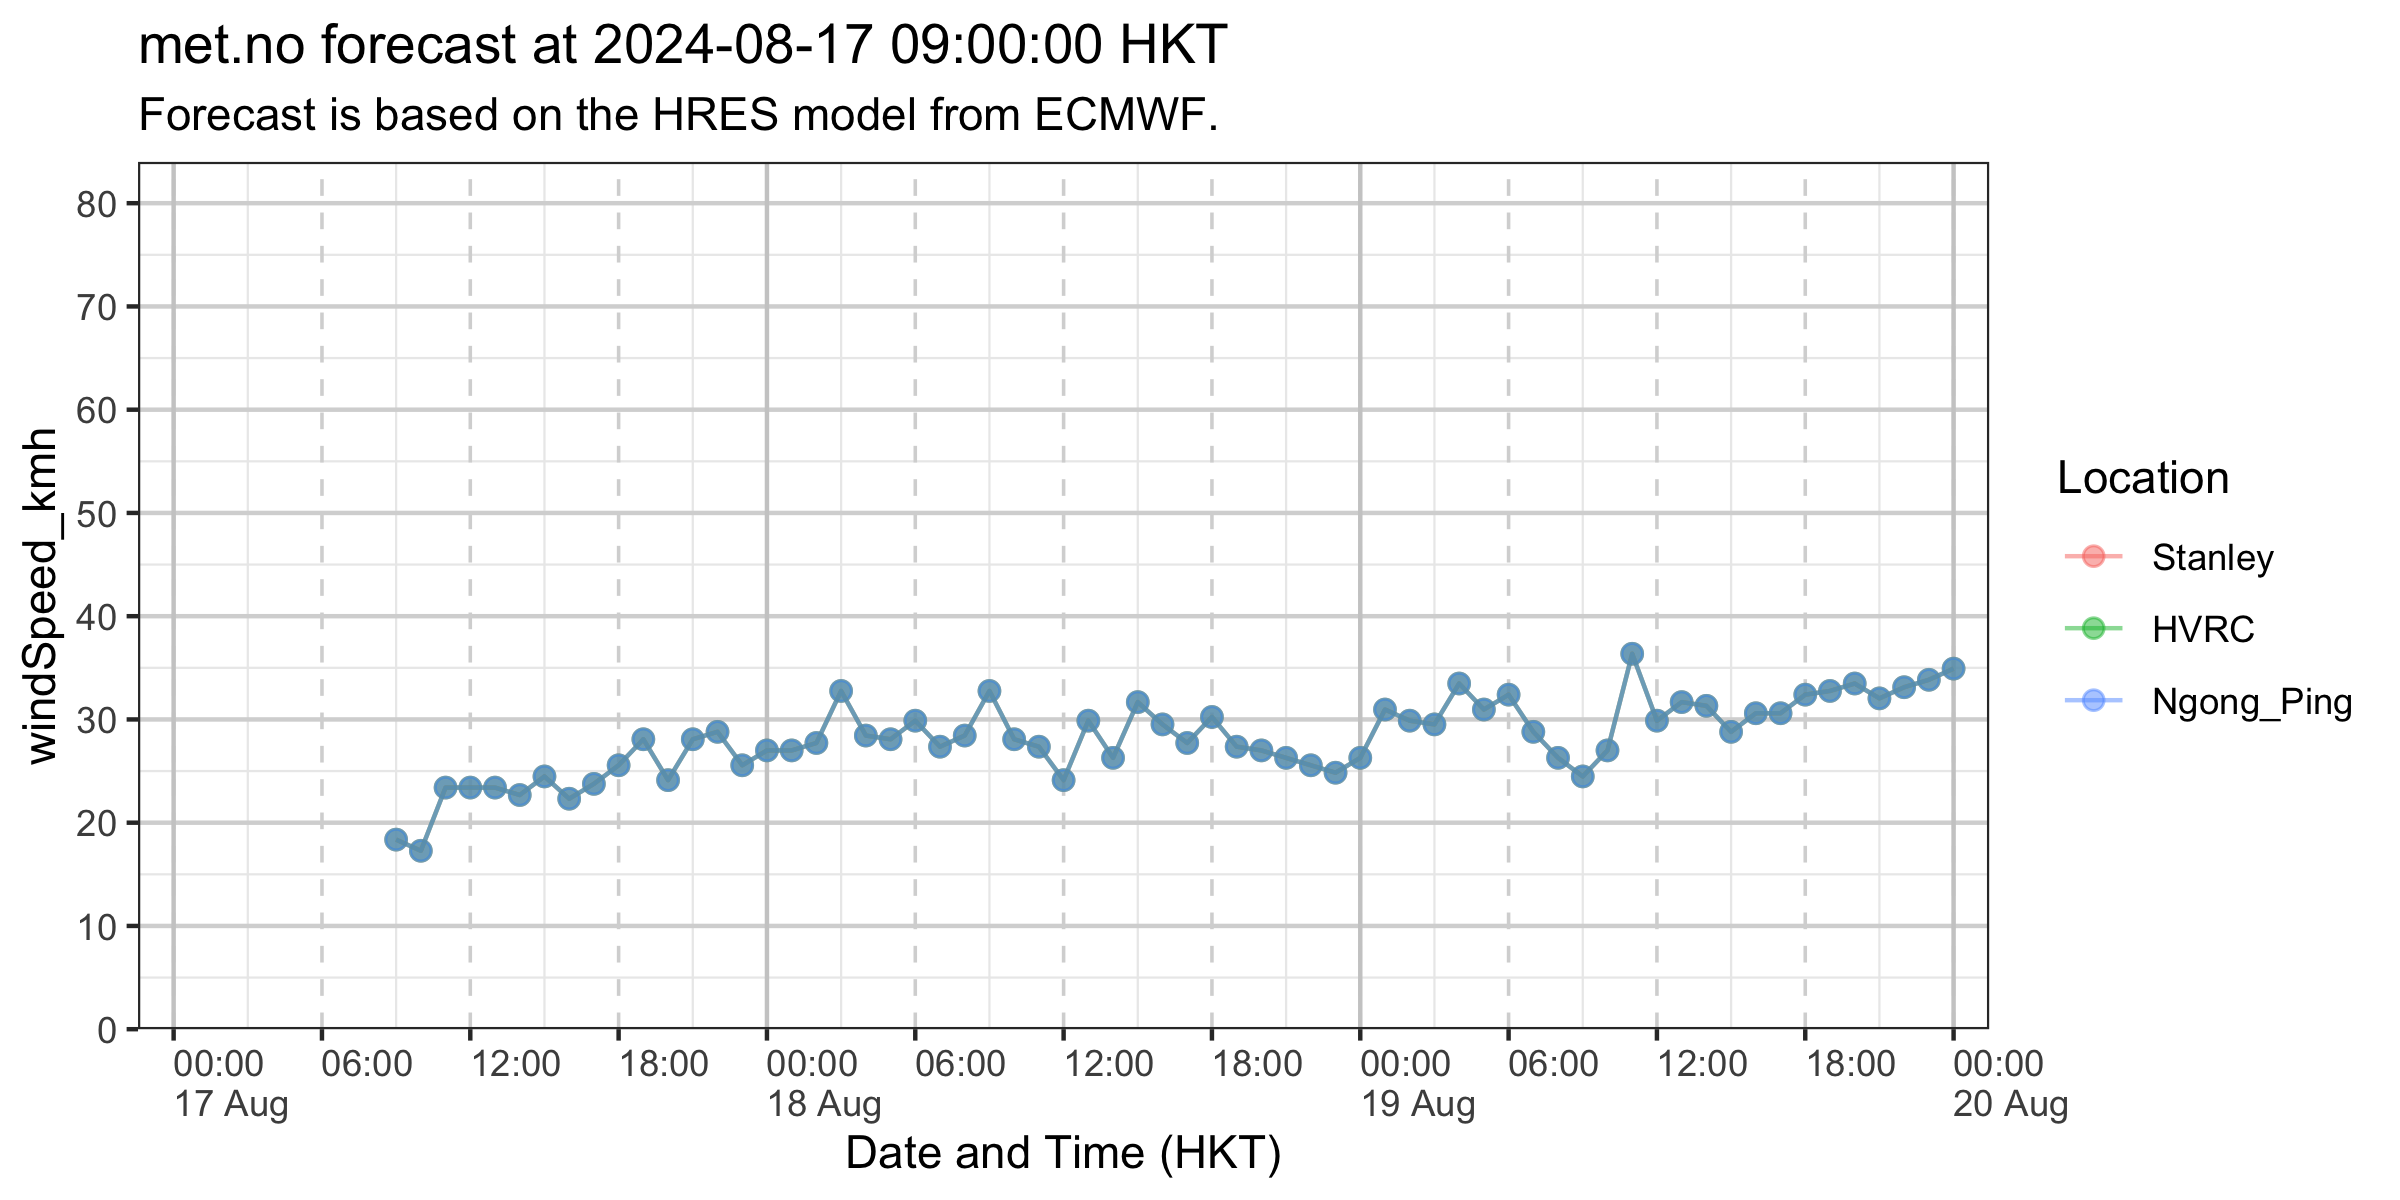 met.no forecast at 2024-08-17 09:00:00 HKT
Forecast is based on the HRES model from ECMWF.
windSpeed_kmh
80
70
60
50
40
30
20
10
0
00:00 06:00 12:00 18:00 00:00 06:00 12:00 18:00 00:00 06:00 12:00 18:00 00:00
17 Aug 18 Aug 19 Aug 20 Aug
Date and Time (HKT)
Location
Stanley
HVRC
Ngong_Ping